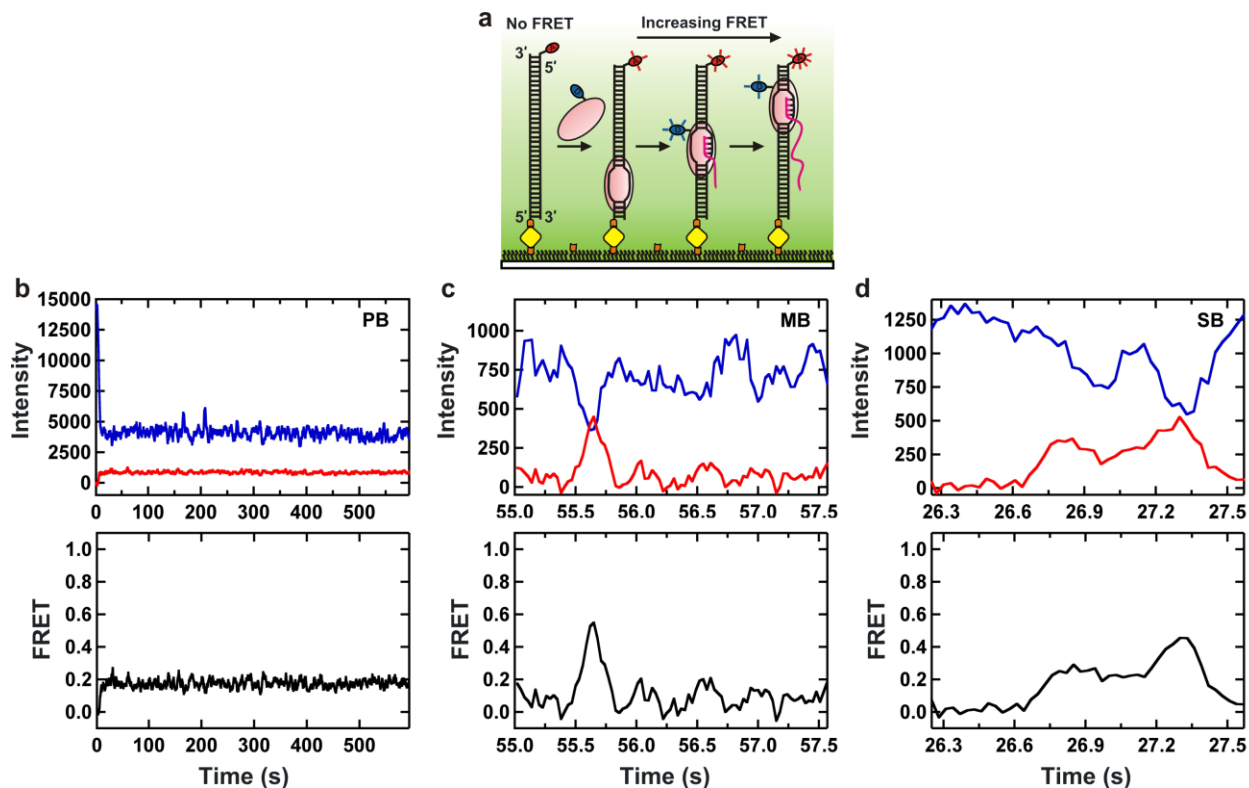 a
No FRET
Increasing FRET
3′
5′
5′
3′
b
15000
12500
10000
7500
5000
2500
0
Intensity
PB
0 100 200 300 400 500
1.0
0.8
0.6
0.4
0.2
0.0
FRET
0 100 200 300 400 500
Time (s)
c
1000
750
500
250
0
Intensity
MB
55.0 55.5 56.0 56.5 57.0 57.5
1.0
0.8
0.6
0.4
0.2
0.0
FRET
55.0 55.5 56.0 56.5 57.0 57.5
Time (s)
d
1250
1000
750
500
250
0
Intensity
SB
26.3 26.6 26.9 27.2 27.5
1.0
0.8
0.6
0.4
0.2
0.0
FRET
26.3 26.6 26.9 27.2 27.5
Time (s)